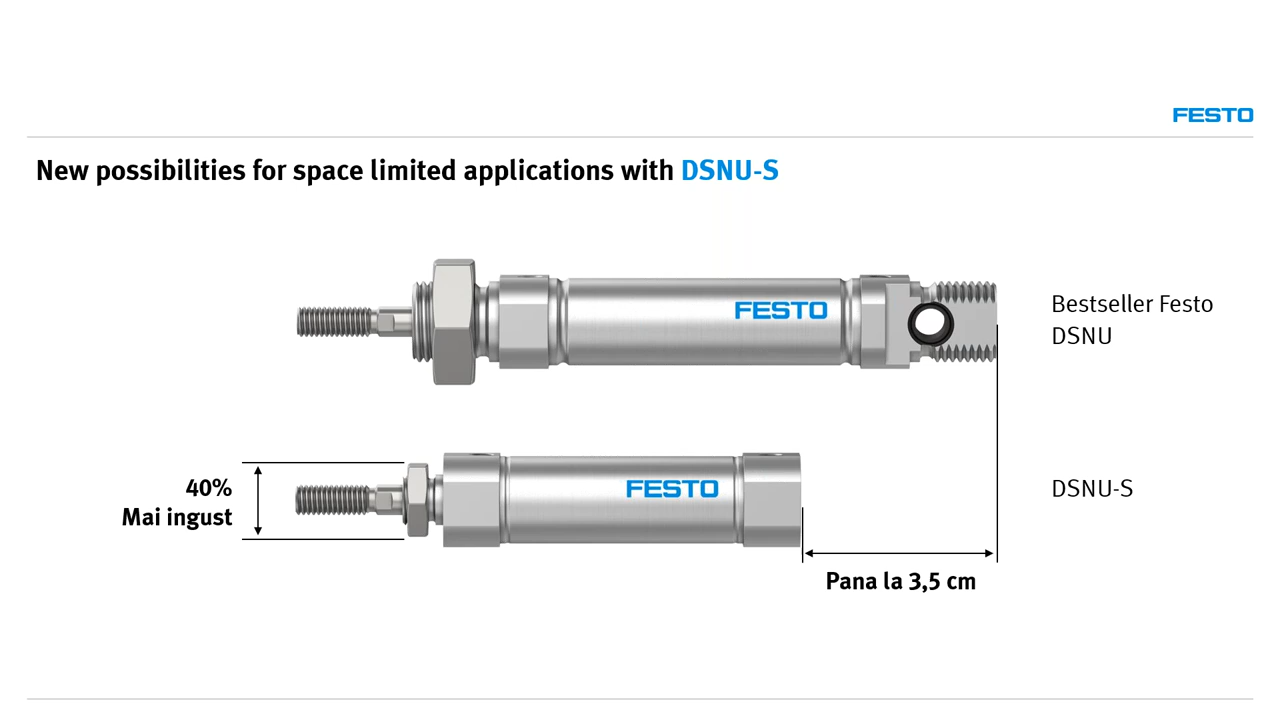 FESTO
New possibilities for space limited applications with DSNU-S
FESTO
Bestseller Festo
DSNU
40%
Mai ingust
FESTO
DSNU-S
Pana la 3,5 cm